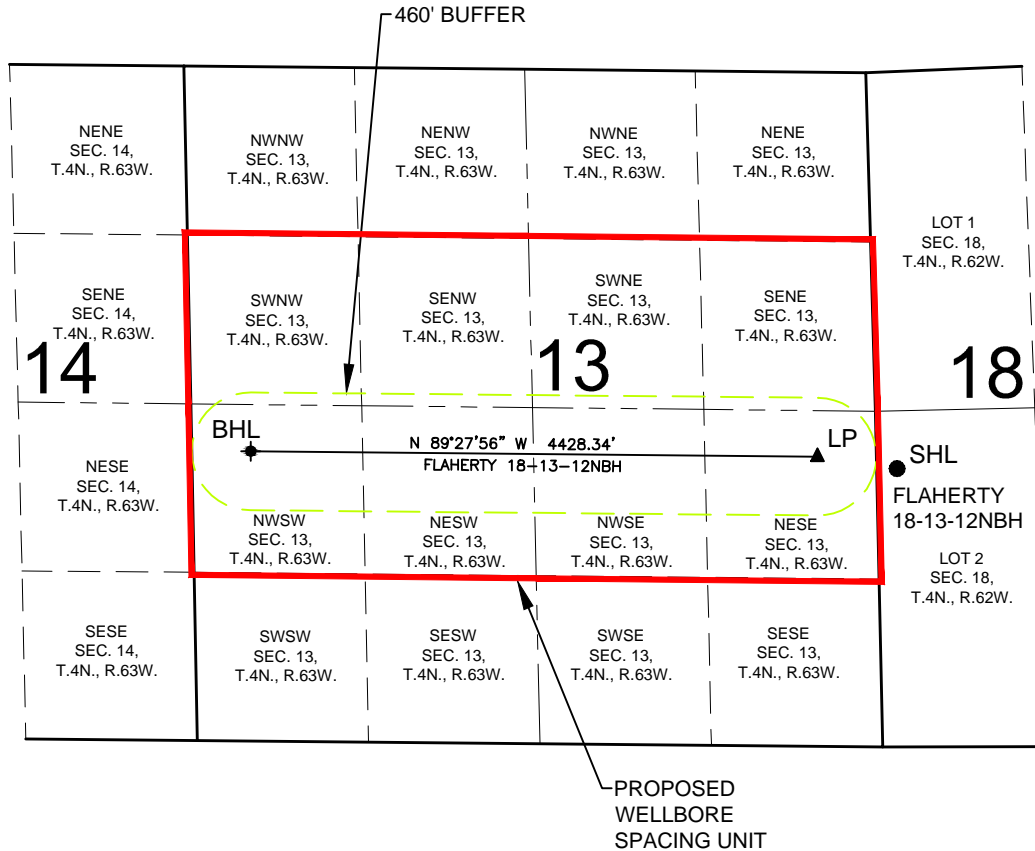 460' BUFFER
NENE
SEC. 14,
T.4N., R.63W.
NWNW
SEC. 13,
T.4N., R.63W.
NENW
SEC. 13,
T.4N., R.63W.
NWNE
SEC. 13,
T.4N., R.63W.
NENE
SEC. 13,
T.4N., R.63W.
LOT 1
SEC. 18,
T.4N., R.62W.
SENE
SEC. 14,
T.4N., R.63W.
SWNW
SEC. 13,
T.4N., R.63W.
SENW
SEC. 13,
T.4N., R.63W.
SWNE
SEC. 13,
T.4N., R.63W.
SENE
SEC. 13,
T.4N., R.63W.
14
13
18
BHL
N 89°27'56" W 4428.34'
FLAHERTY 18-13-12NBH
LP
SHL
FLAHERTY
18-13-12NBH
NESE
SEC. 14,
T.4N., R.63W.
NWSW
SEC. 13,
T.4N., R.63W.
NESW
SEC. 13,
T.4N., R.63W.
NWSE
SEC. 13,
T.4N., R.63W.
NESE
SEC. 13,
T.4N., R.63W.
LOT 2
SEC. 18,
T.4N., R.62W.
SESE
SEC. 14,
T.4N., R.63W.
SWSW
SEC. 13,
T.4N., R.63W.
SESW
SEC. 13,
T.4N., R.63W.
SWSE
SEC. 13,
T.4N., R.63W.
SESE
SEC. 13,
T.4N., R.63W.
PROPOSED
WELLBORE
SPACING UNIT